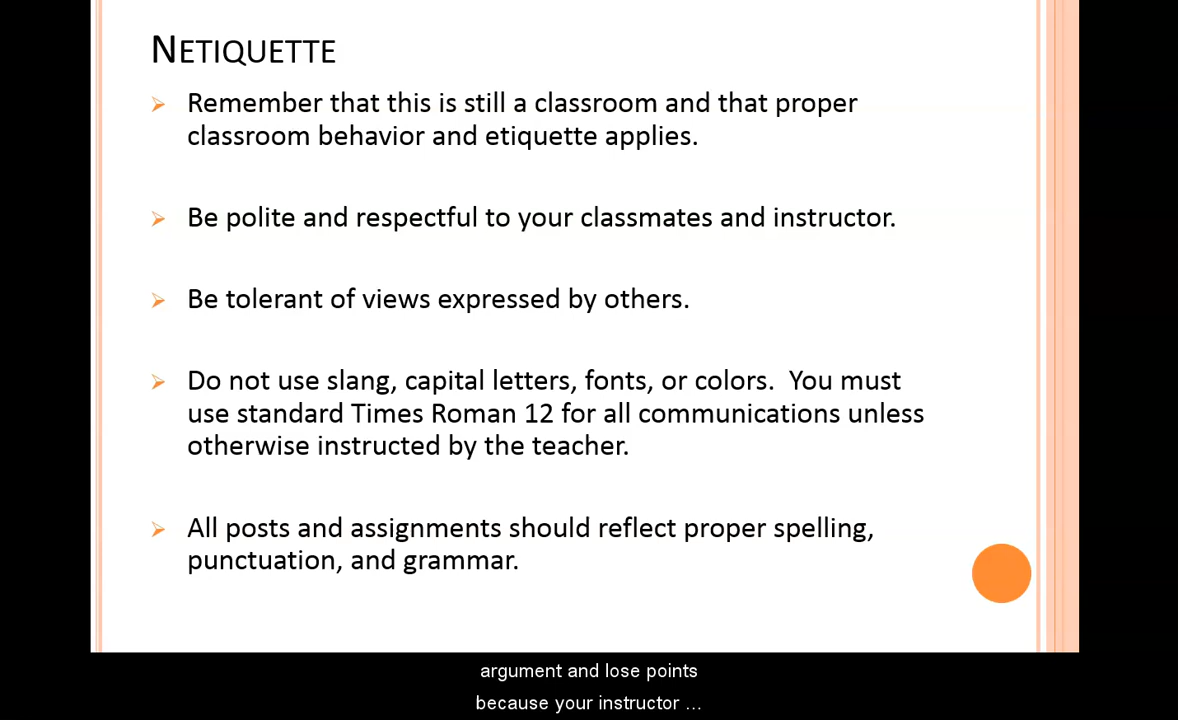 NETIQUETTE
Remember that this is still a classroom and that proper
classroom behavior and etiquette applies.
Be polite and respectful to your classmates and instructor.
Be tolerant of views expressed by others.
Do not use slang, capital letters, fonts, or colors.  You must
use standard Times Roman 12 for all communications unless
otherwise instructed by the teacher.
All posts and assignments should reflect proper spelling,
punctuation, and grammar.
argument and lose points
because your instructor ...